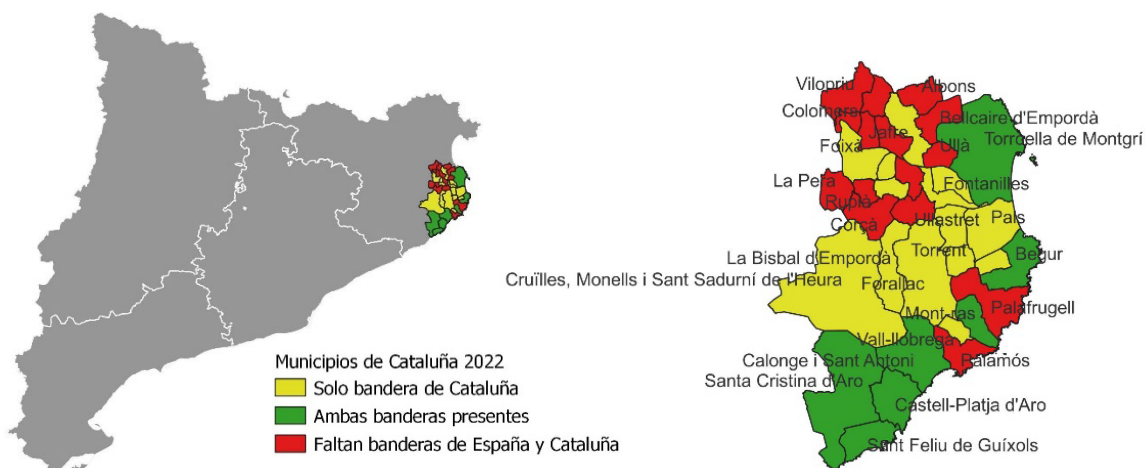 Municipios de Cataluña 2022
Solo bandera de Cataluña
Ambas banderas presentes
Faltan banderas de España y Cataluña
Vilopriu
Albons
Colomers
Bellcaire d'Empordà
Jafre
Torroella de Montgrí
Foixà
Ullà
La Pera
Fontanilles
Rupià
Ullastret
Pals
Corçà
La Bisbal d'Empordà
Torrent
Begur
Cruïlles, Monells i Sant Sadurní de l'Heura
Forallac
Palafrugell
Mont-ras
Vall-llobrega
Calonge i Sant Antoni
Palamós
Santa Cristina d'Aro
Castell-Platja d'Aro
Sant Feliu de Guíxols